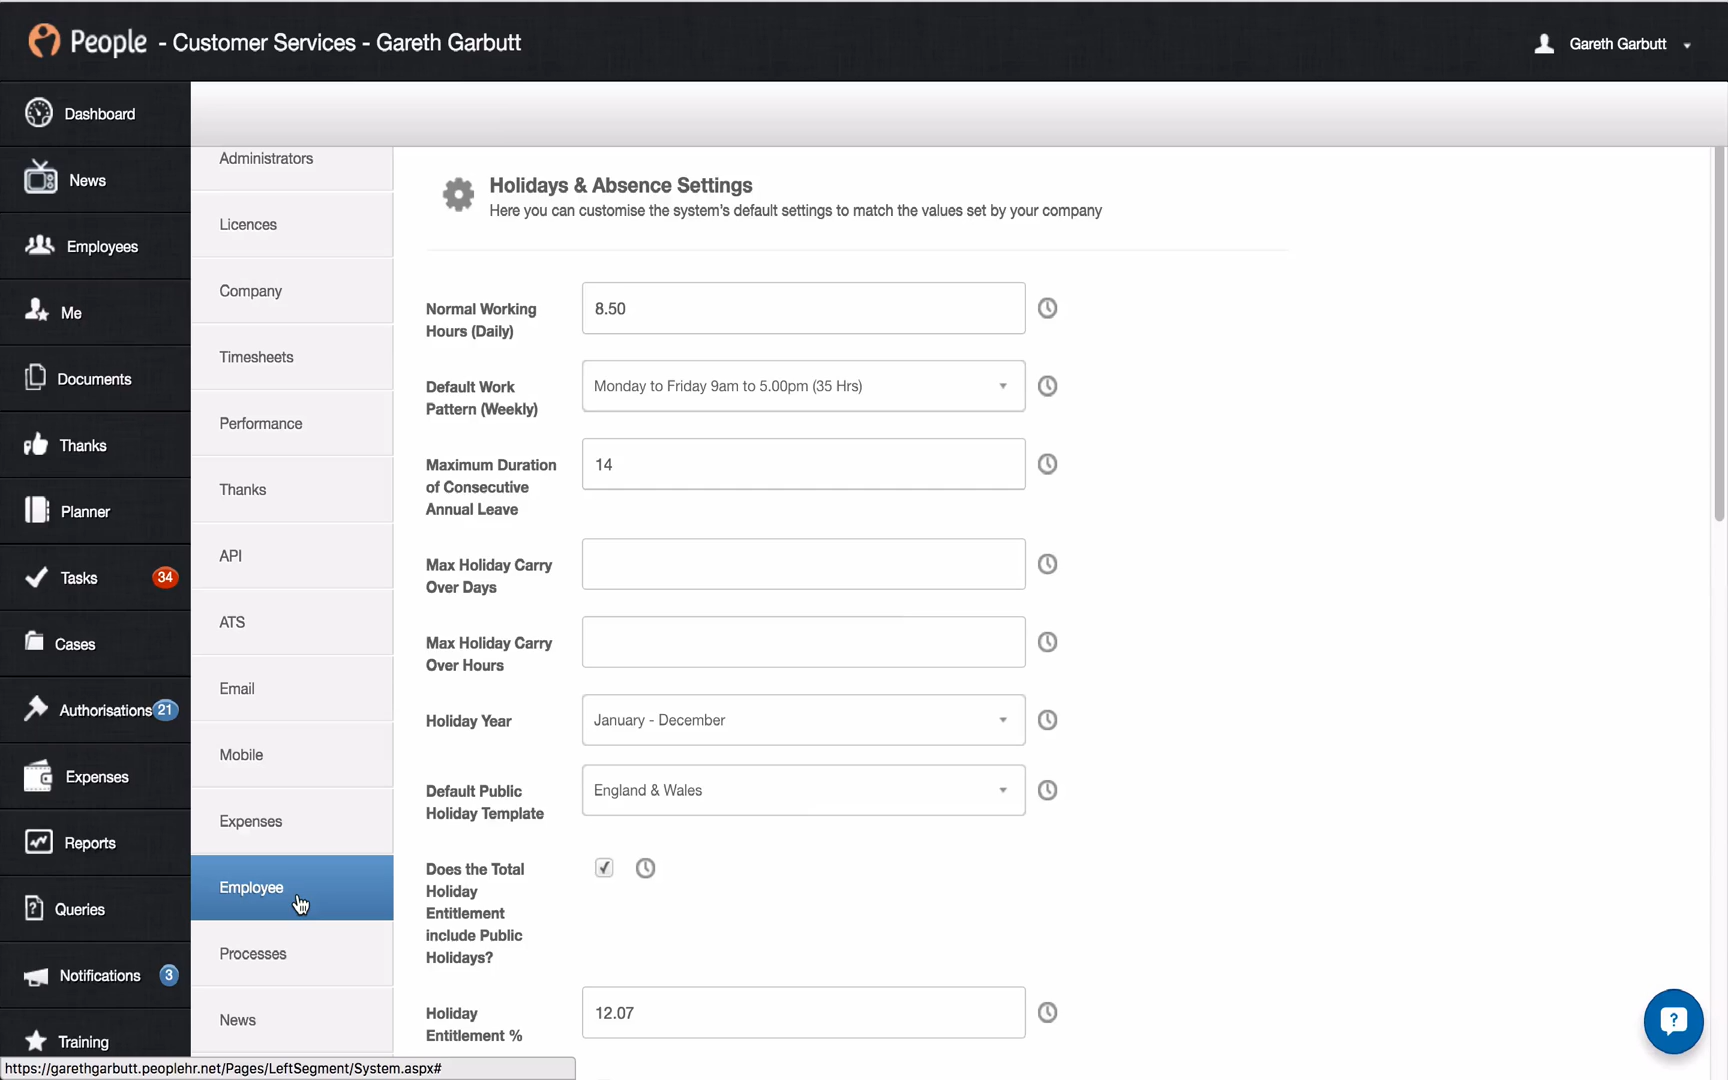 People - Customer Services - Gareth Garbutt
Gareth Garbutt
Dashboard
News
Employees
Me
Documents
Thanks
Planner
Tasks 34
Cases
Authorisations 21
Expenses
Reports
Queries
Notifications 3
Training
Administrators
Licences
Company
Timesheets
Performance
Thanks
API
ATS
Email
Mobile
Expenses
Employee
Processes
News
Holidays & Absence Settings
Here you can customise the system's default settings to match the values set by your company
Normal Working
Hours (Daily)
8.50
Default Work
Pattern (Weekly)
Monday to Friday 9am to 5.00pm (35 Hrs)
Maximum Duration
of Consecutive
Annual Leave
14
Max Holiday Carry
Over Days
Max Holiday Carry
Over Hours
Holiday Year
January - December
Default Public
Holiday Template
England & Wales
Does the Total
Holiday
Entitlement
include Public
Holidays?
Holiday
Entitlement %
12.07
?
https://garethgarbutt.peoplehr.net/Pages/LeftSegment/System.aspx#